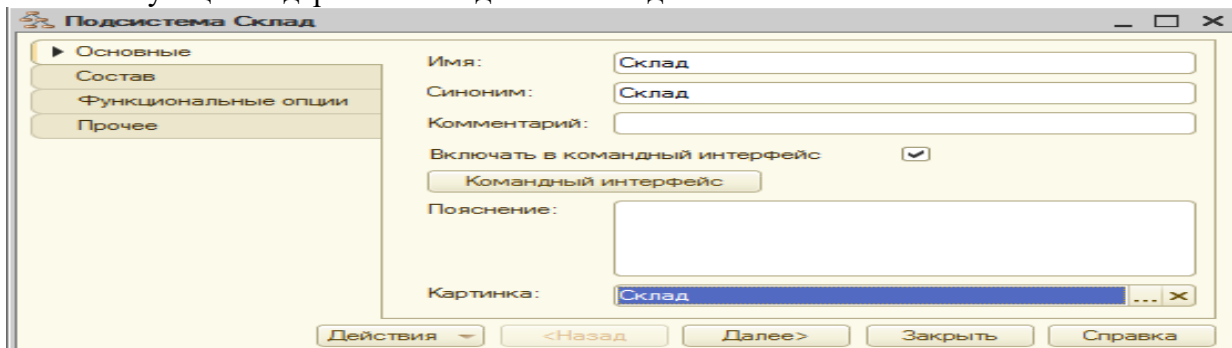 Подсистема Склад
Основные
Состав
Функциональные опции
Прочее
Имя: Склад
Синоним: Склад
Комментарий:
Включать в командный интерфейс
Командный интерфейс
Пояснение:
Картинка: Склад ...
Действия <Назад Далее> Закрыть Справка